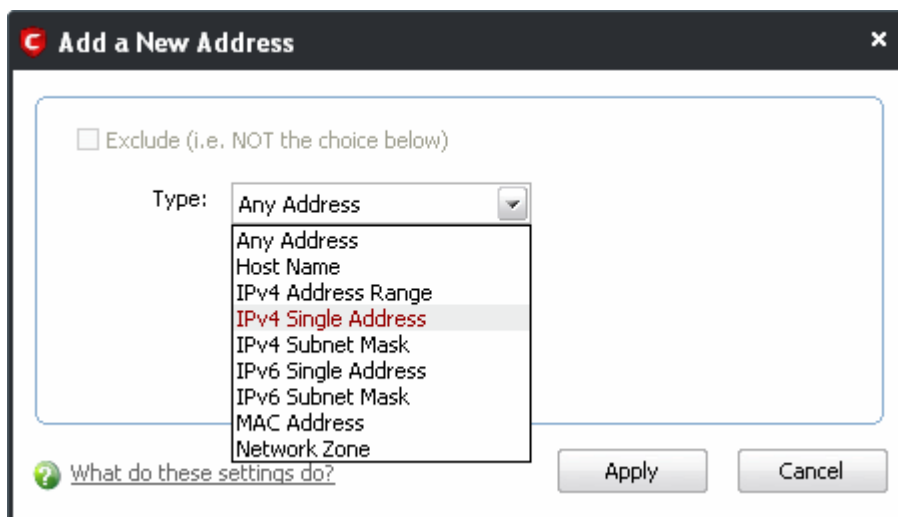 C Add a New Address
Exclude (i.e. NOT the choice below)
Type: Any Address
Any Address
Host Name
IPv4 Address Range
IPv4 Single Address
IPv4 Subnet Mask
IPv6 Single Address
IPv6 Subnet Mask
MAC Address
Network Zone
? What do these settings do? Apply Cancel